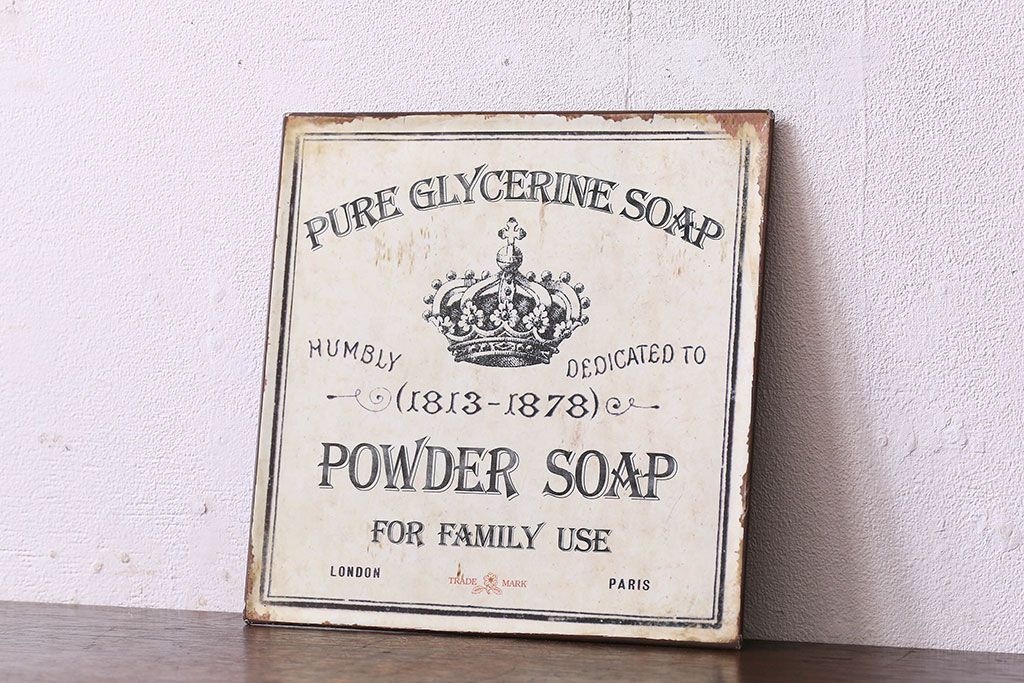 PURE GLYCERINE SOAP
HUMBLY DEDICATED TO
(1813-1878)
POWDER SOAP
FOR FAMILY USE
LONDON TRADE MARK PARIS